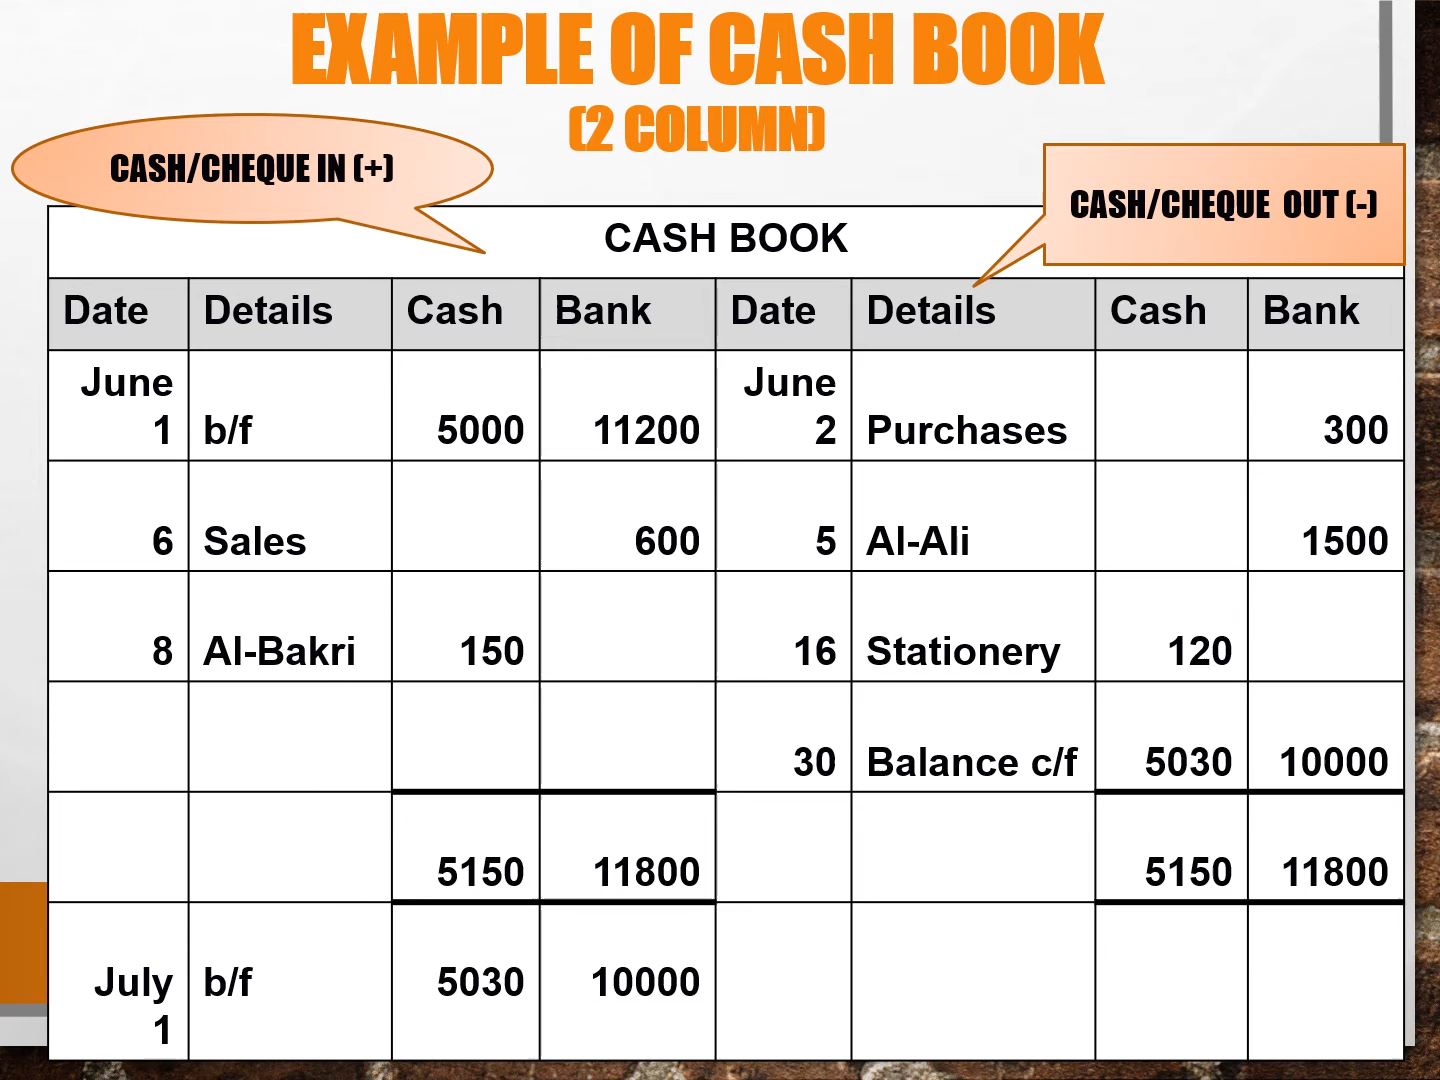 EXAMPLE OF CASH BOOK
(2 COLUMN)
CASH/CHEQUE IN (+)
CASH/CHEQUE  OUT (-)
CASH BOOK
Date Details Cash Bank Date Details Cash Bank
June 1 b/f 5000 11200 June 2 Purchases 300
6 Sales 600 5 Al-Ali 1500
8 Al-Bakri 150 16 Stationery 120
30 Balance c/f 5030 10000
5150 11800 5150 11800
July 1 b/f 5030 10000